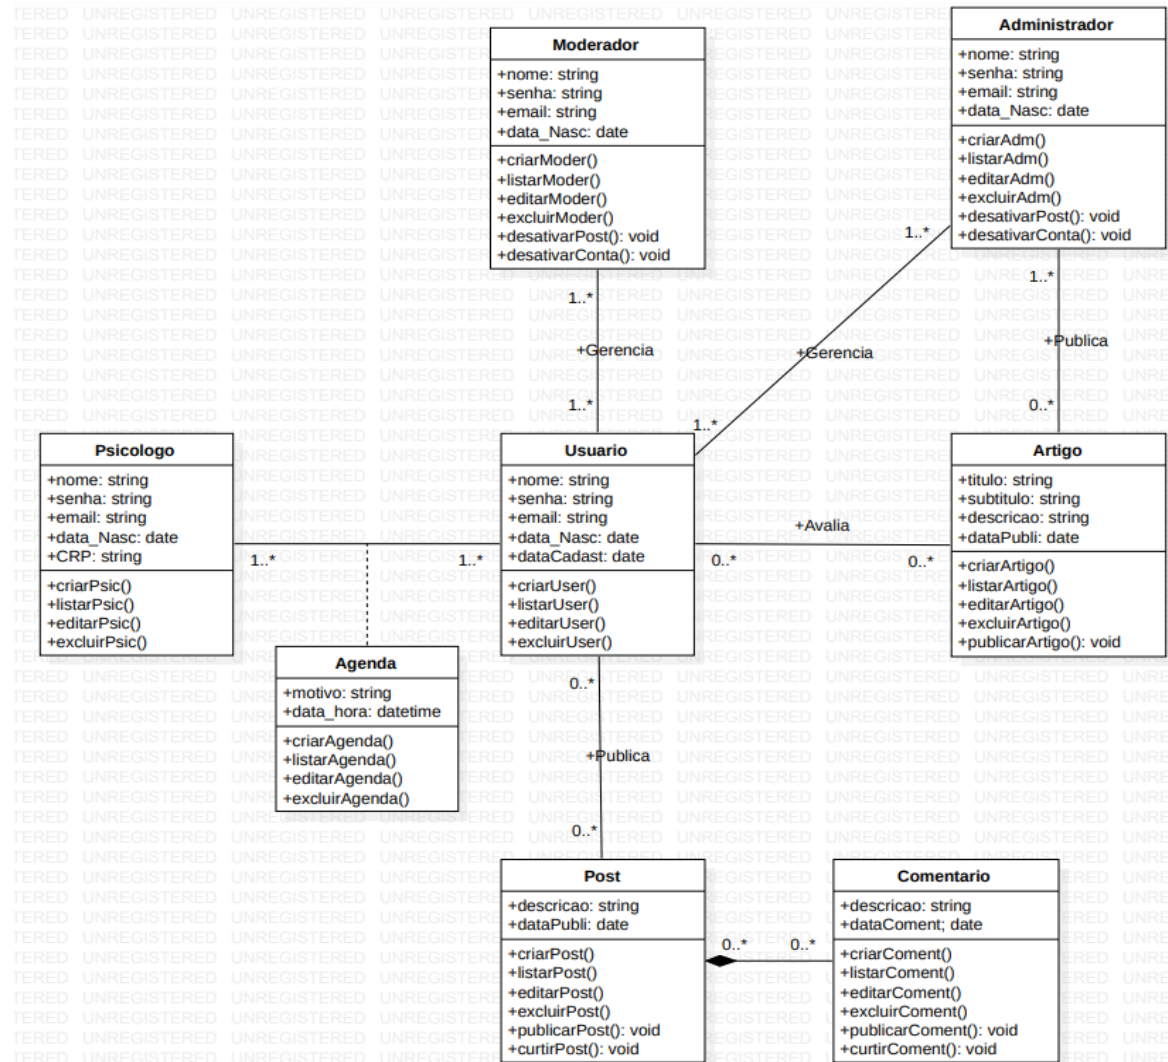 Moderador
+nome: string
+senha: string
+email: string
+data_Nasc: date
+criarModer()
+listarModer()
+editarModer()
+excluirModer()
+desativarPost(): void
+desativarConta(): void
Administrador
+nome: string
+senha: string
+email: string
+data_Nasc: date
+criarAdm()
+listarAdm()
+editarAdm()
+excluirAdm()
+desativarPost(): void
+desativarConta(): void
1..*
+Gerencia
1..*
1..*
+Gerencia
1..*
1..*
+Publica
0..*
Psicologo
+nome: string
+senha: string
+email: string
+data_Nasc: date
+CRP: string
+criarPsic()
+listarPsic()
+editarPsic()
+excluirPsic()
1..*
1..*
Usuario
+nome: string
+senha: string
+email: string
+data_Nasc: date
+dataCadast: date
+criarUser()
+listarUser()
+editarUser()
+excluirUser()
+Avalia
0..*
0..*
Artigo
+titulo: string
+subtitulo: string
+descricao: string
+dataPubli: date
+criarArtigo()
+listarArtigo()
+editarArtigo()
+excluirArtigo()
+publicarArtigo(): void
Agenda
+motivo: string
+data_hora: datetime
+criarAgenda()
+listarAgenda()
+editarAgenda()
+excluirAgenda()
0..*
+Publica
0..*
Post
+descricao: string
+dataPubli: date
+criarPost()
+listarPost()
+editarPost()
+excluirPost()
+publicarPost(): void
+curtirPost(): void
0..*
0..*
Comentario
+descricao: string
+dataComent; date
+criarComent()
+listarComent()
+editarComent()
+excluirComent()
+publicarComent(): void
+curtirComent(): void
UNREGISTERED